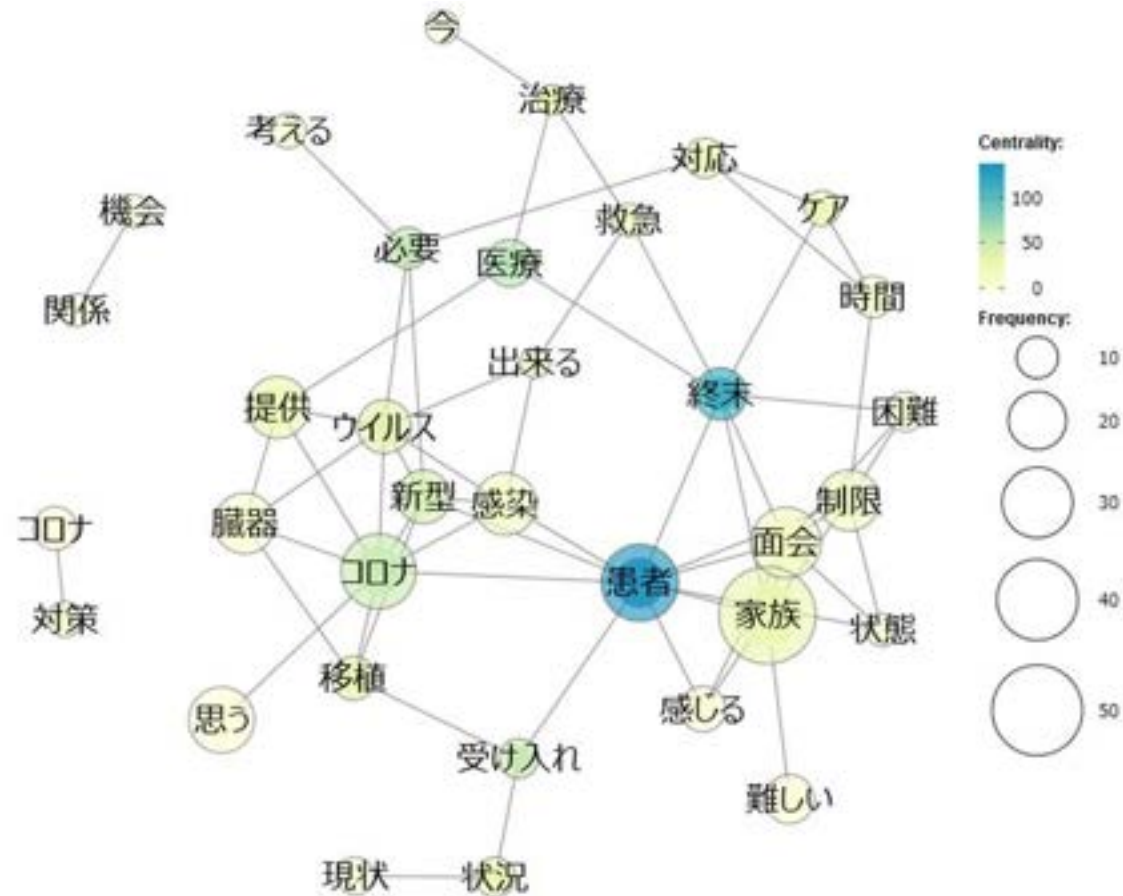 今
治療
考える
対応
Centrality:
100
50
0
機会
ケア
救急
必要
医療
時間
関係
Frequency:
10
出来る
終末
提供
困難
20
ウイルス
新型
感染
制限
30
臓器
コロナ
面会
コロナ
患者
40
家族
対策
状態
移植
感じる
思う
50
受け入れ
難しい
現状
状況